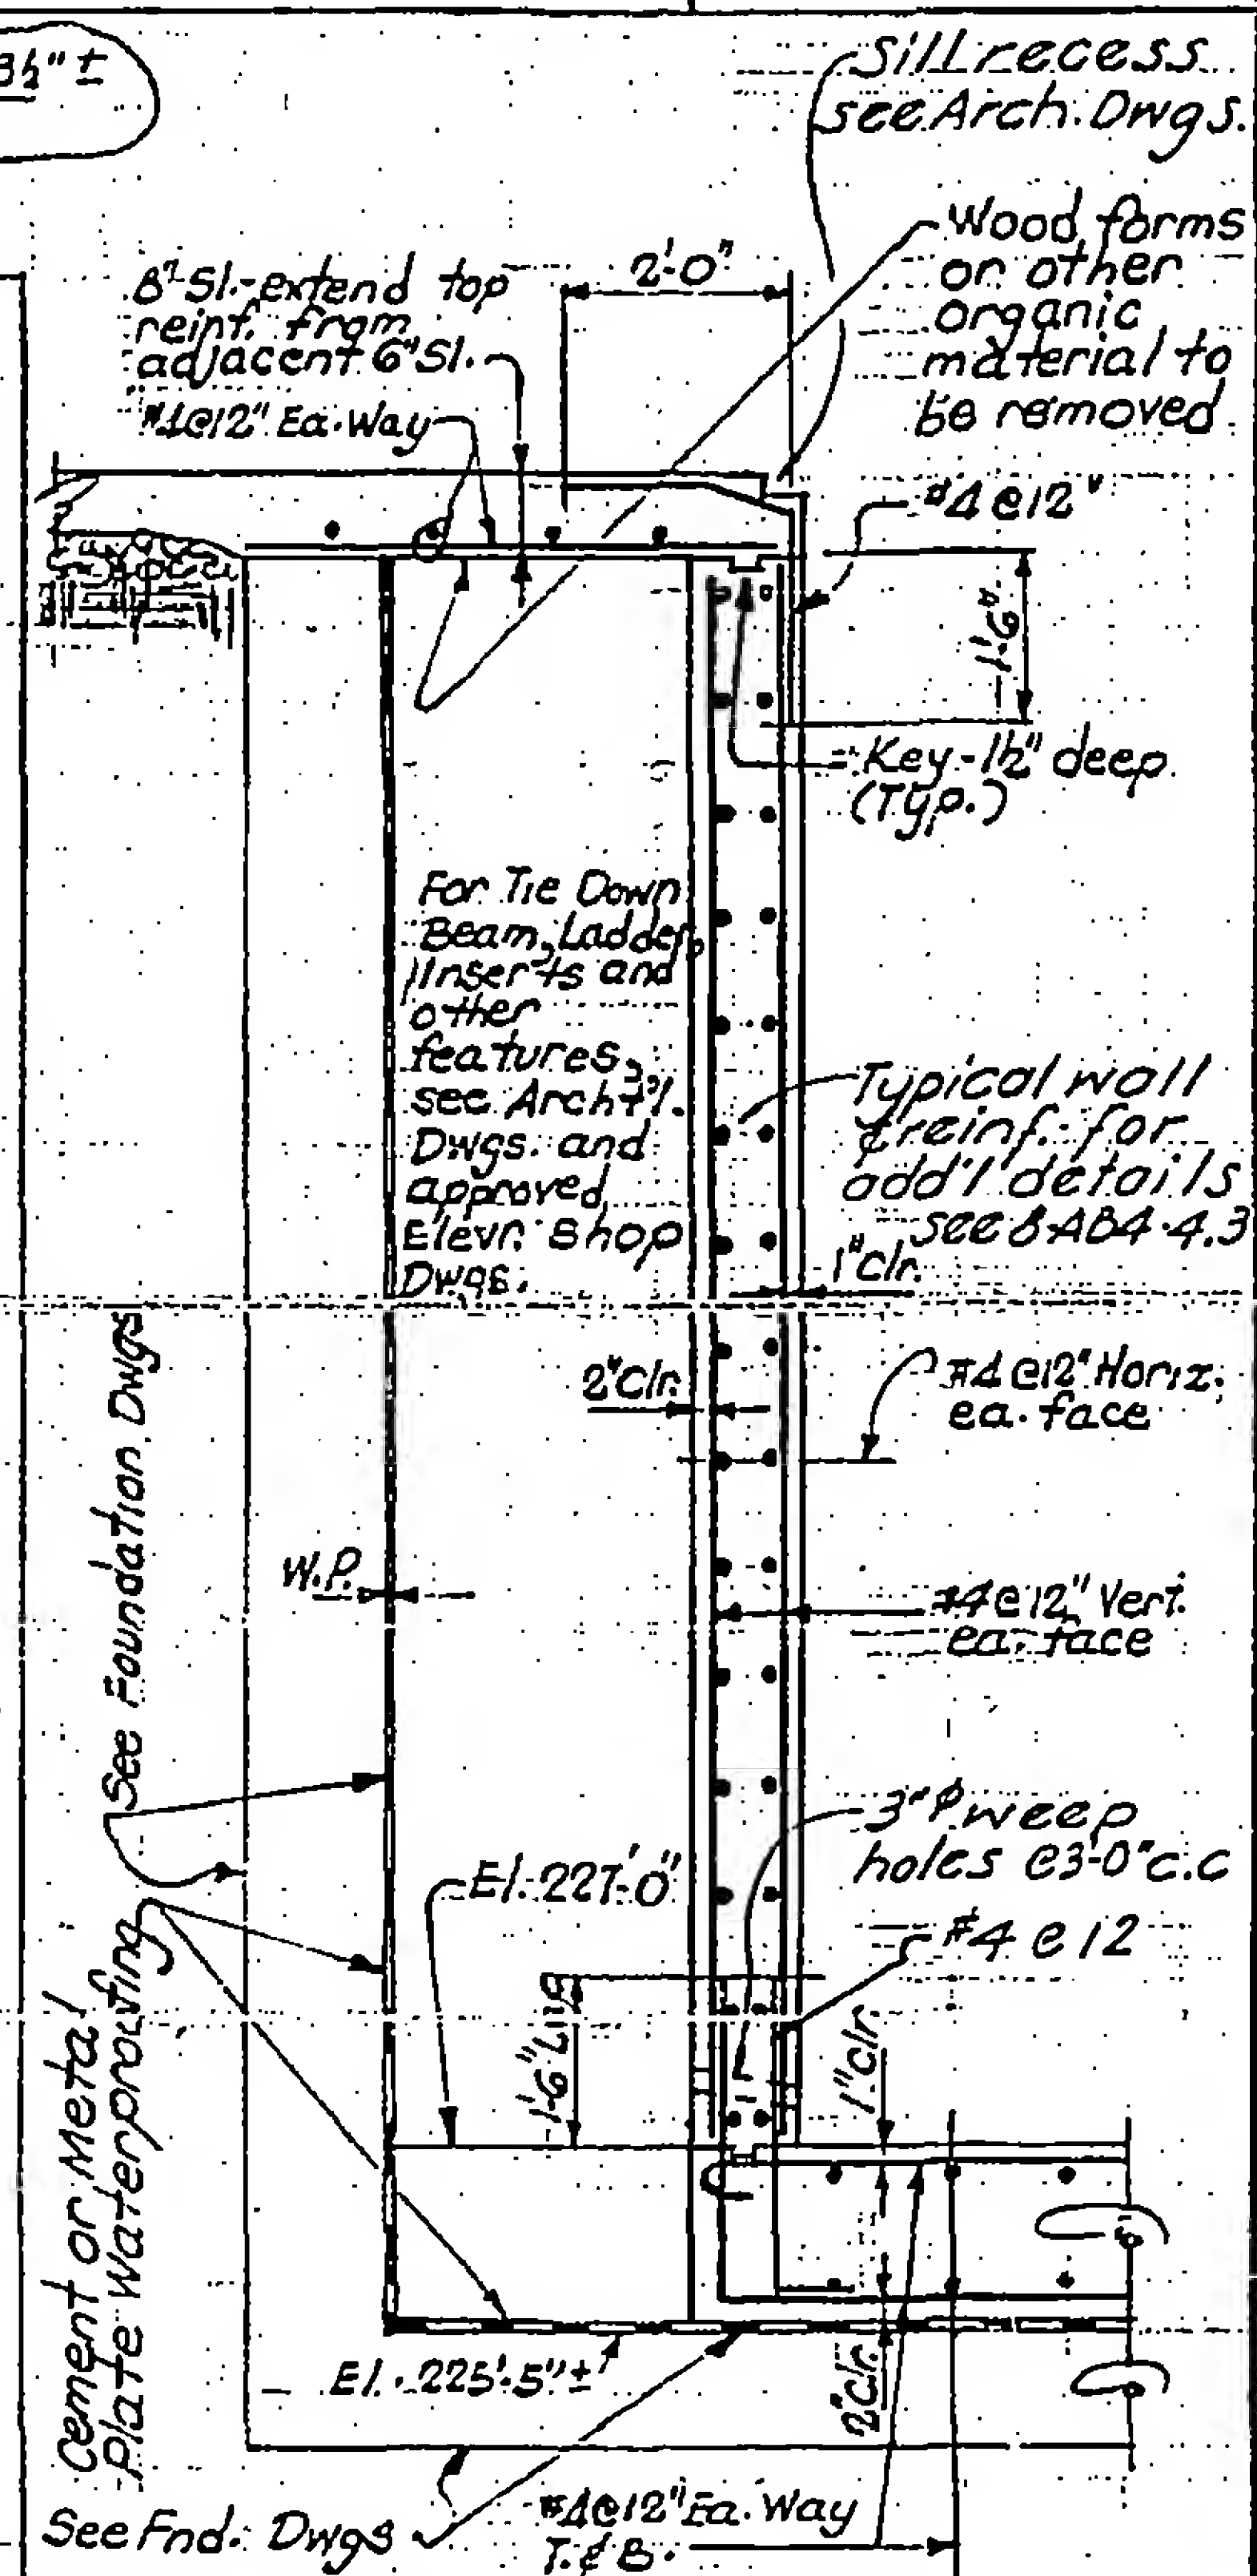 3½" ±
Sill recess
see Arch. Dwgs.
Wood forms
or other
organic
material to
be removed
2'-0"
8" Sl.-extend top
reinf. from
adjacent 6" Sl.
#4@12" Ea. Way
#4@12"
1'-6"
Key-1½" deep
(Typ.)
For Tie Down
Beam, Ladder,
Inserts and
other
features,
see Archt'l.
Dwgs. and
approved
Elevr. Shop
Dwgs.
Typical wall
& reinf. for
add'l details
see 8-AB4-4.3
1" Clr.
2" Clr.
#4@12" Horiz.
ea. face
See Foundation Dwgs
W.P.
#4@12" Vert.
ea. face
3"φ weep
holes @3'-0" c.c
El. 227'-0"
#4 @ 12
1'-6" Lap
1" clr.
Cement or Metal
Plate Waterproofing
El. 225'-5" ±
2" Clr.
See Fnd. Dwgs
#4@12" Ea. Way
T. & B.